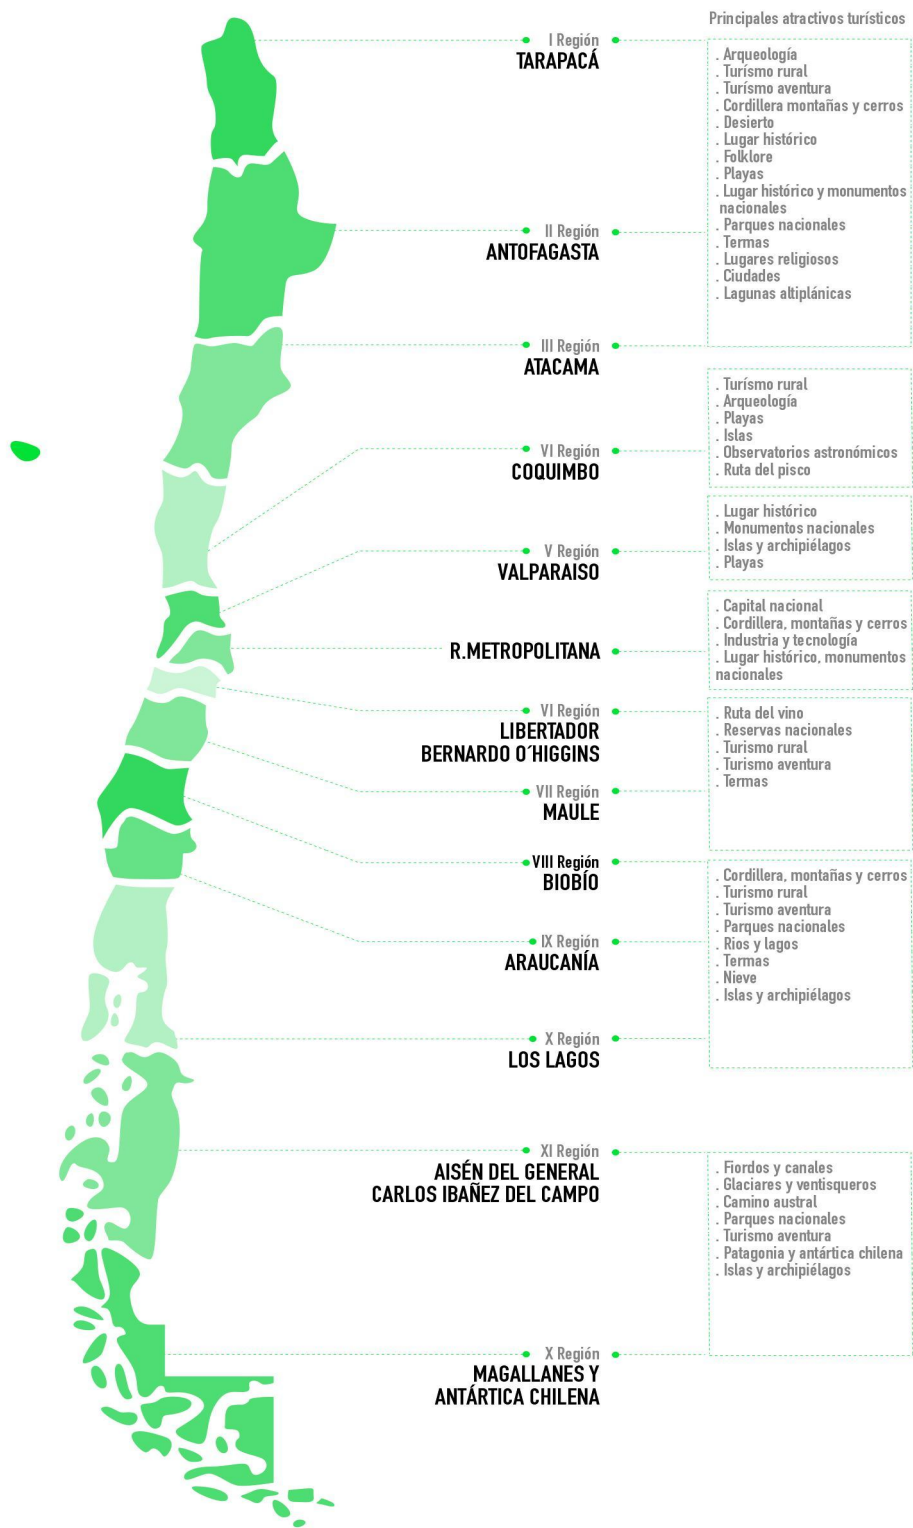 Principales atractivos turísticos
I Región
TARAPACÁ
. Arqueología
. Turísmo rural
. Turísmo aventura
. Cordillera montañas y cerros
. Desierto
. Lugar histórico
. Folklore
. Playas
. Lugar histórico y monumentos
nacionales
. Parques nacionales
. Termas
. Lugares religiosos
. Ciudades
. Lagunas altiplánicas
II Región
ANTOFAGASTA
III Región
ATACAMA
VI Región
COQUIMBO
. Turísmo rural
. Arqueología
. Playas
. Islas
. Observatorios astronómicos
. Ruta del pisco
V Región
VALPARAISO
. Lugar histórico
. Monumentos nacionales
. Islas y archipiélagos
. Playas
R.METROPOLITANA
. Capital nacional
. Cordillera, montañas y cerros
. Industria y tecnología
. Lugar histórico, monumentos
nacionales
VI Región
LIBERTADOR
BERNARDO O´HIGGINS
. Ruta del vino
. Reservas nacionales
. Turismo rural
. Turismo aventura
. Termas
VII Región
MAULE
VIII Región
BIOBÍO
. Cordillera, montañas y cerros
. Turismo rural
. Turismo aventura
. Parques nacionales
. Rios y lagos
. Termas
. Nieve
. Islas y archipiélagos
IX Región
ARAUCANÍA
X Región
LOS LAGOS
XI Región
AISÉN DEL GENERAL
CARLOS IBAÑEZ DEL CAMPO
. Fiordos y canales
. Glaciares y ventisqueros
. Camino austral
. Parques nacionales
. Turismo aventura
. Patagonia y antártica chilena
. Islas y archipiélagos
X Región
MAGALLANES Y
ANTÁRTICA CHILENA